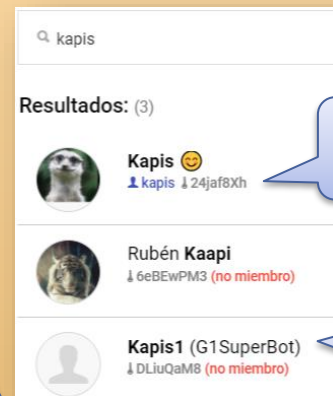 kapis
Resultados: (3)
Kapis 😊
kapis 24jaf8Xh
Rubén Kaapi
6eBEwPM3 (no miembro)
Kapis1 (G1SuperBot)
DLiuQaM8 (no miembro)